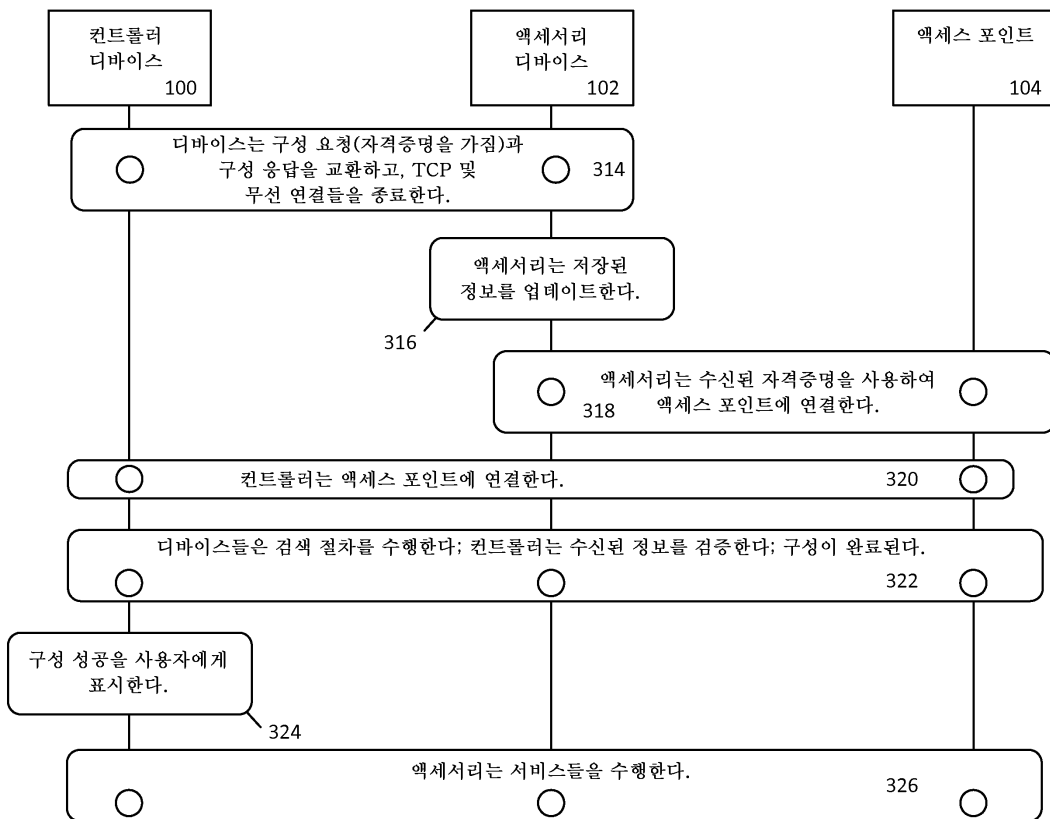 컨트롤러
디바이스
100
액세서리
디바이스
102
액세스 포인트
104
디바이스는 구성 요청(자격증명을 가짐)과
구성 응답을 교환하고, TCP 및
무선 연결들을 종료한다.
314
액세서리는 저장된
정보를 업데이트한다.
316
액세서리는 수신된 자격증명을 사용하여
액세스 포인트에 연결한다.
318
컨트롤러는 액세스 포인트에 연결한다.
320
디바이스들은 검색 절차를 수행한다; 컨트롤러는 수신된 정보를 검증한다; 구성이 완료된다.
322
구성 성공을 사용자에게
표시한다.
324
액세서리는 서비스들을 수행한다.
326